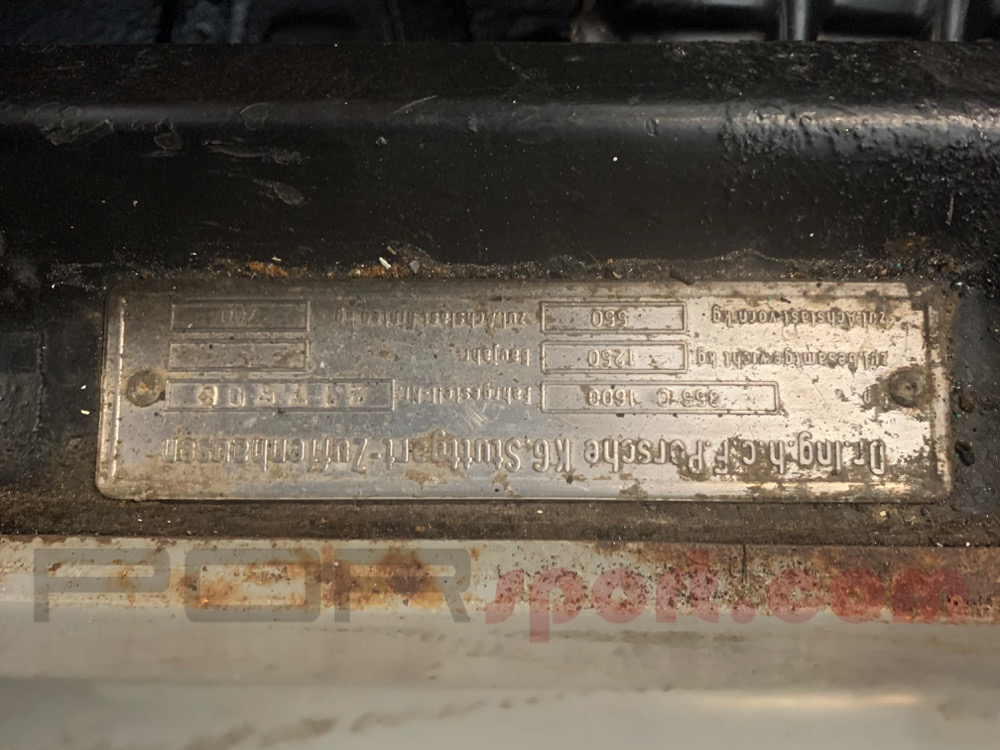 Dr.Ing.h.c.F.Porsche KG,Stuttgart-Zuffenhausen
356 C 1600 Fahrgestell-Nr.
zul.Gesamtgewicht kg 1250 Baujahr
zul.Achslast vorn kg 550 zul.Achslast hinten kg 700
PORsport.com